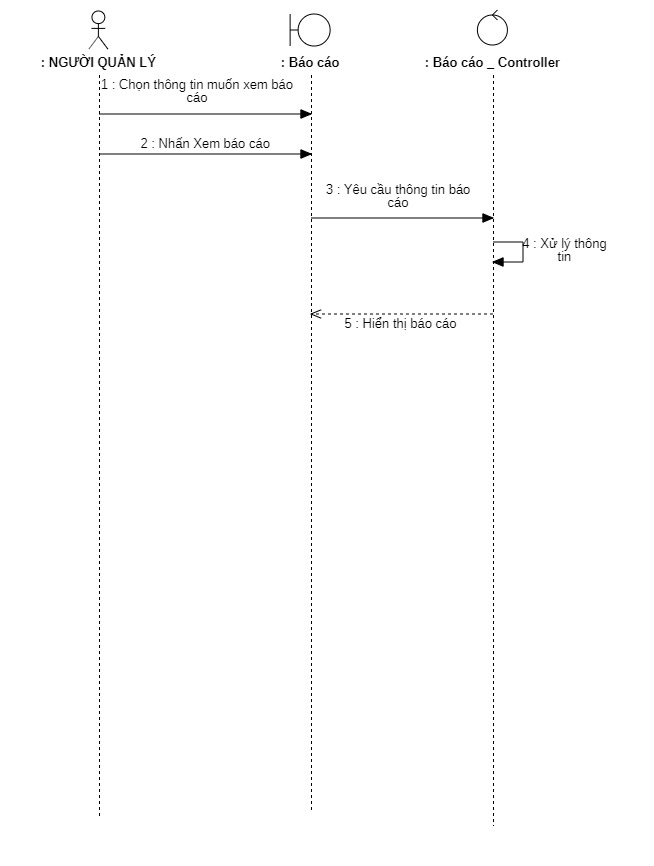 : NGƯỜI QUẢN LÝ
: Báo cáo
: Báo cáo _ Controller
1 : Chọn thông tin muốn xem báo
cáo
2 : Nhấn Xem báo cáo
3 : Yêu cầu thông tin báo
cáo
4 : Xử lý thông
tin
5 : Hiển thị báo cáo